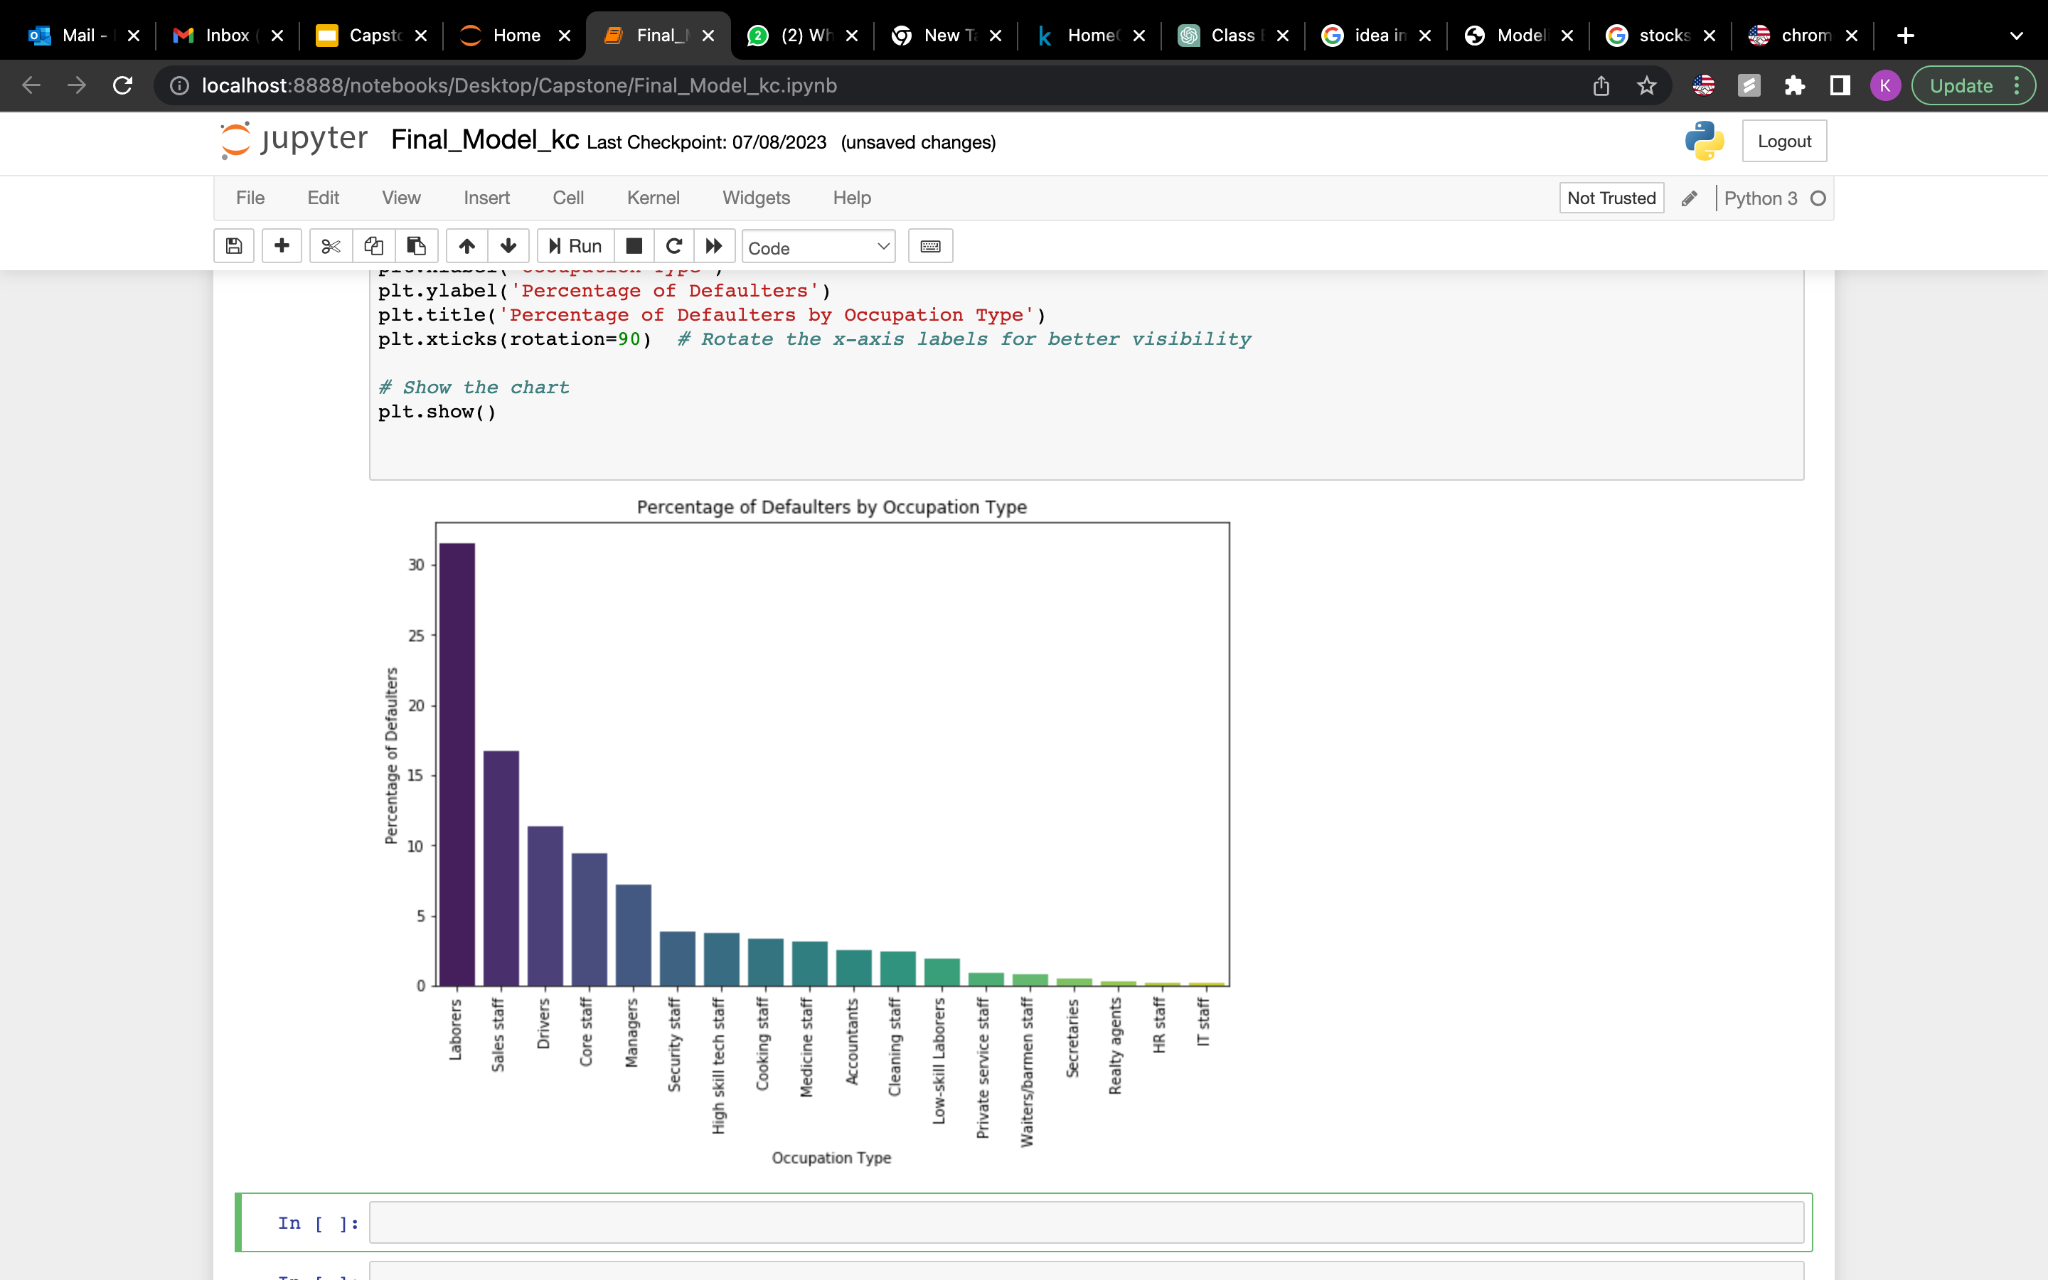 Mail -
Inbox
Capst
Home
Final_
(2) Wh
New T
Home
Class
idea in
Model
stocks
chrom
localhost:8888/notebooks/Desktop/Capstone/Final_Model_kc.ipynb
K
Update
jupyter Final_Model_kc Last Checkpoint: 07/08/2023 (unsaved changes)
Logout
File Edit View Insert Cell Kernel Widgets Help
Not Trusted
Python 3
Run
Code
plt.ylabel('Percentage of Defaulters')
plt.title('Percentage of Defaulters by Occupation Type')
plt.xticks(rotation=90)  # Rotate the x-axis labels for better visibility
# Show the chart
plt.show()
Percentage of Defaulters by Occupation Type
Percentage of Defaulters
30
25
20
15
10
5
0
Laborers
Sales staff
Drivers
Core staff
Managers
Security staff
High skill tech staff
Cooking staff
Medicine staff
Accountants
Cleaning staff
Low-skill Laborers
Private service staff
Waiters/barmen staff
Secretaries
Realty agents
HR staff
IT staff
Occupation Type
In [ ]: